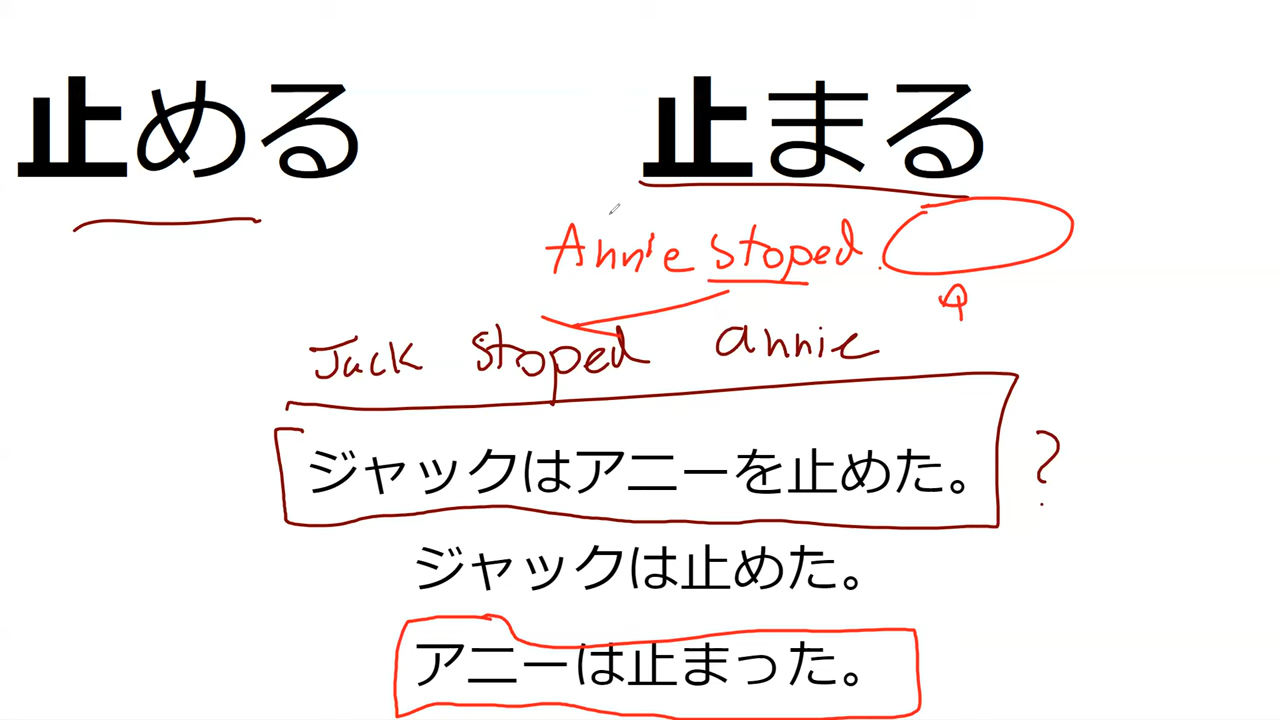 止める 止まる
Annie stoped.
Jack stoped annie
ジャックはアニーを止めた。 ?
ジャックは止めた。
アニーは止まった。